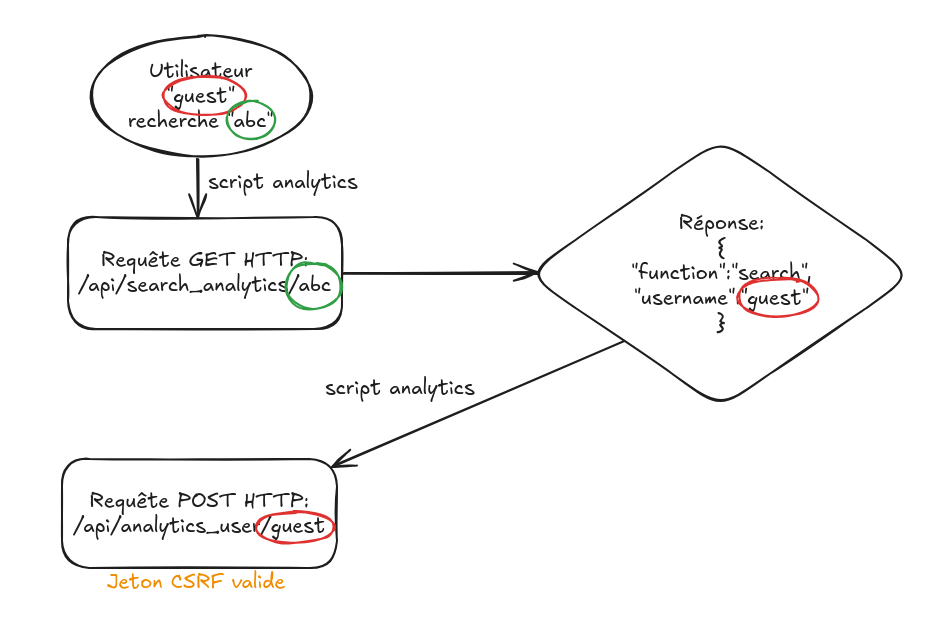 Utilisateur
"guest"
recherche "abc"
script analytics
Requête GET HTTP:
/api/search_analytics/abc
Réponse:
{
"function":"search",
"username":"guest"
}
script analytics
Requête POST HTTP:
/api/analytics_user/guest
Jeton CSRF valide